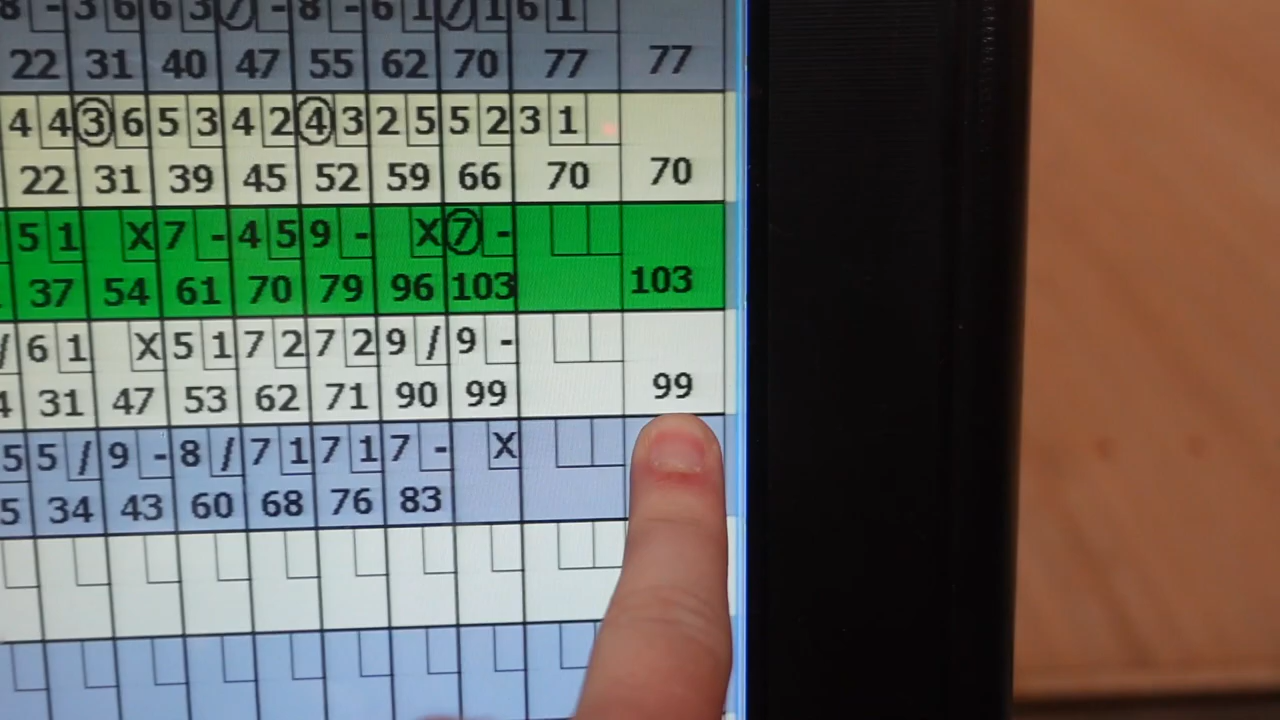 8 - 3 6 6 3 7 - 8 - 6 1 7 1 6 1
22 31 40 47 55 62 70 77 77
4 4 3 6 5 3 4 2 4 3 2 5 5 2 3 1
22 31 39 45 52 59 66 70 70
5 1 X 7 - 4 5 9 - X 7 -
37 54 61 70 79 96 103 103
/ 6 1 X 5 1 7 2 7 2 9 / 9 -
4 31 47 53 62 71 90 99 99
5 5 / 9 - 8 / 7 1 7 1 7 - X
5 34 43 60 68 76 83